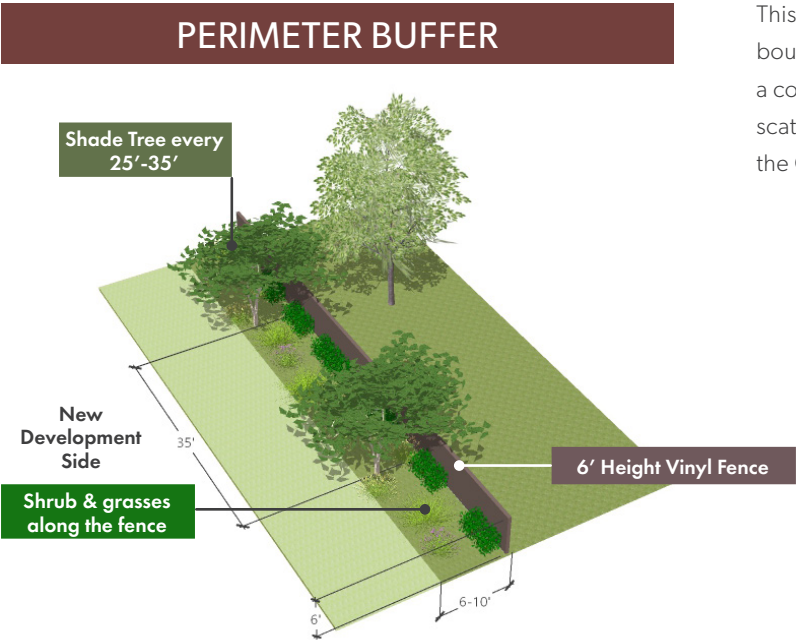 PERIMETER BUFFER
This
bou
a co
scat
the
Shade Tree every
25’-35’
New
Development
Side
35'
6’ Height Vinyl Fence
Shrub & grasses
along the fence
6-10'
6'